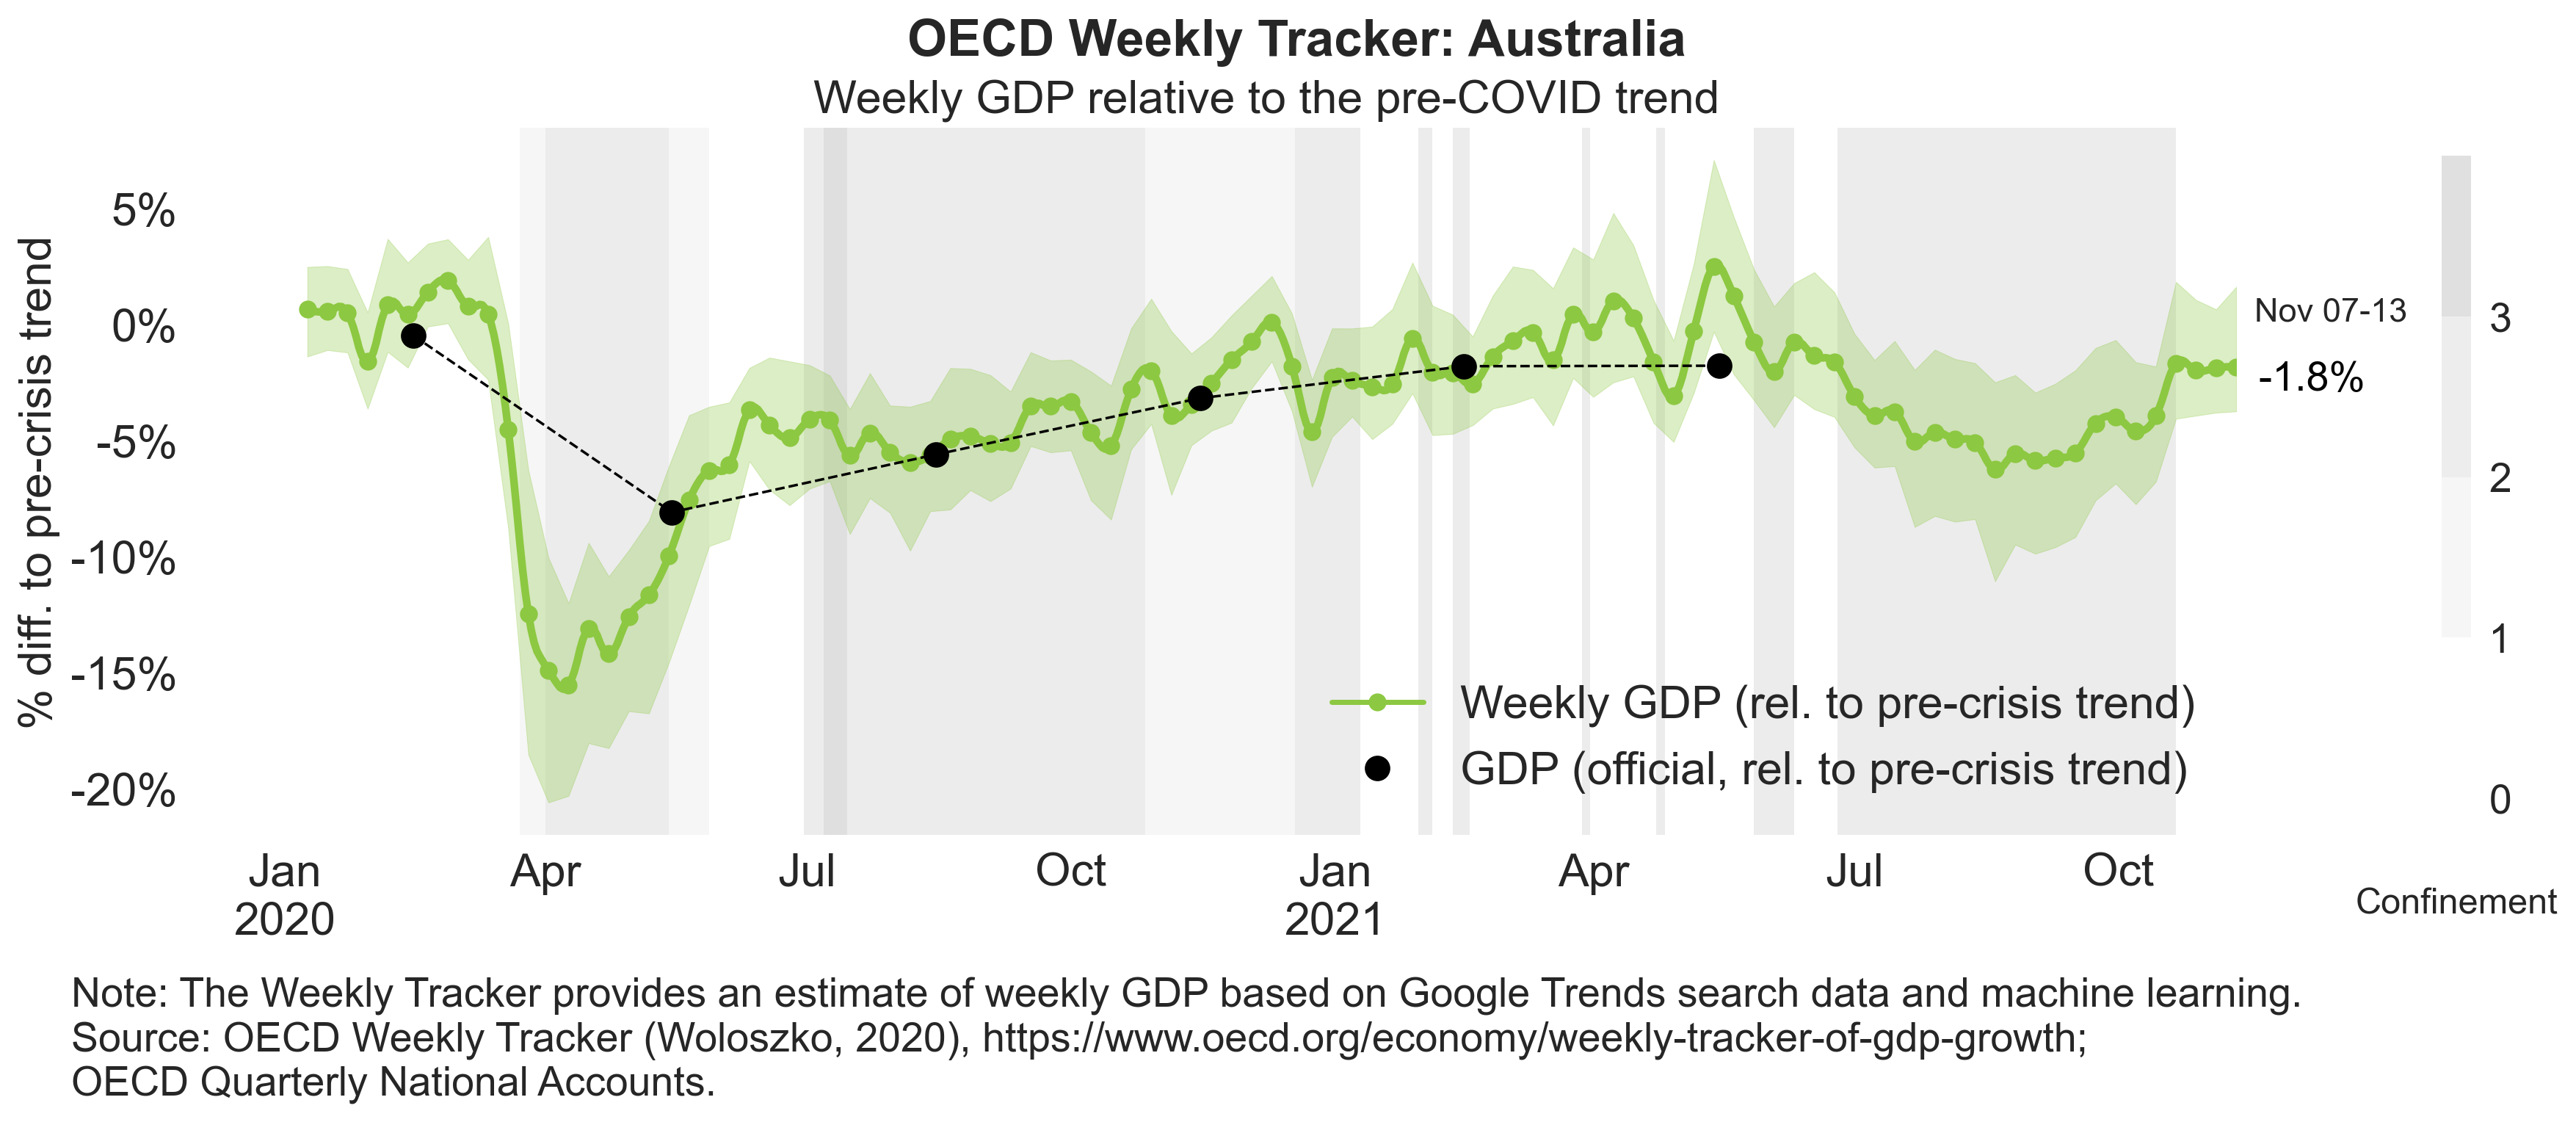 OECD Weekly Tracker: Australia
Weekly GDP relative to the pre-COVID trend
% diff. to pre-crisis trend
5%
0%
-5%
-10%
-15%
-20%
Nov 07-13
-1.8%
3
2
1
0
Confinement
Weekly GDP (rel. to pre-crisis trend)
GDP (official, rel. to pre-crisis trend)
Jan Apr Jul Oct Jan Apr Jul Oct
2020 2021
Note: The Weekly Tracker provides an estimate of weekly GDP based on Google Trends search data and machine learning.
Source: OECD Weekly Tracker (Woloszko, 2020), https://www.oecd.org/economy/weekly-tracker-of-gdp-growth;
OECD Quarterly National Accounts.